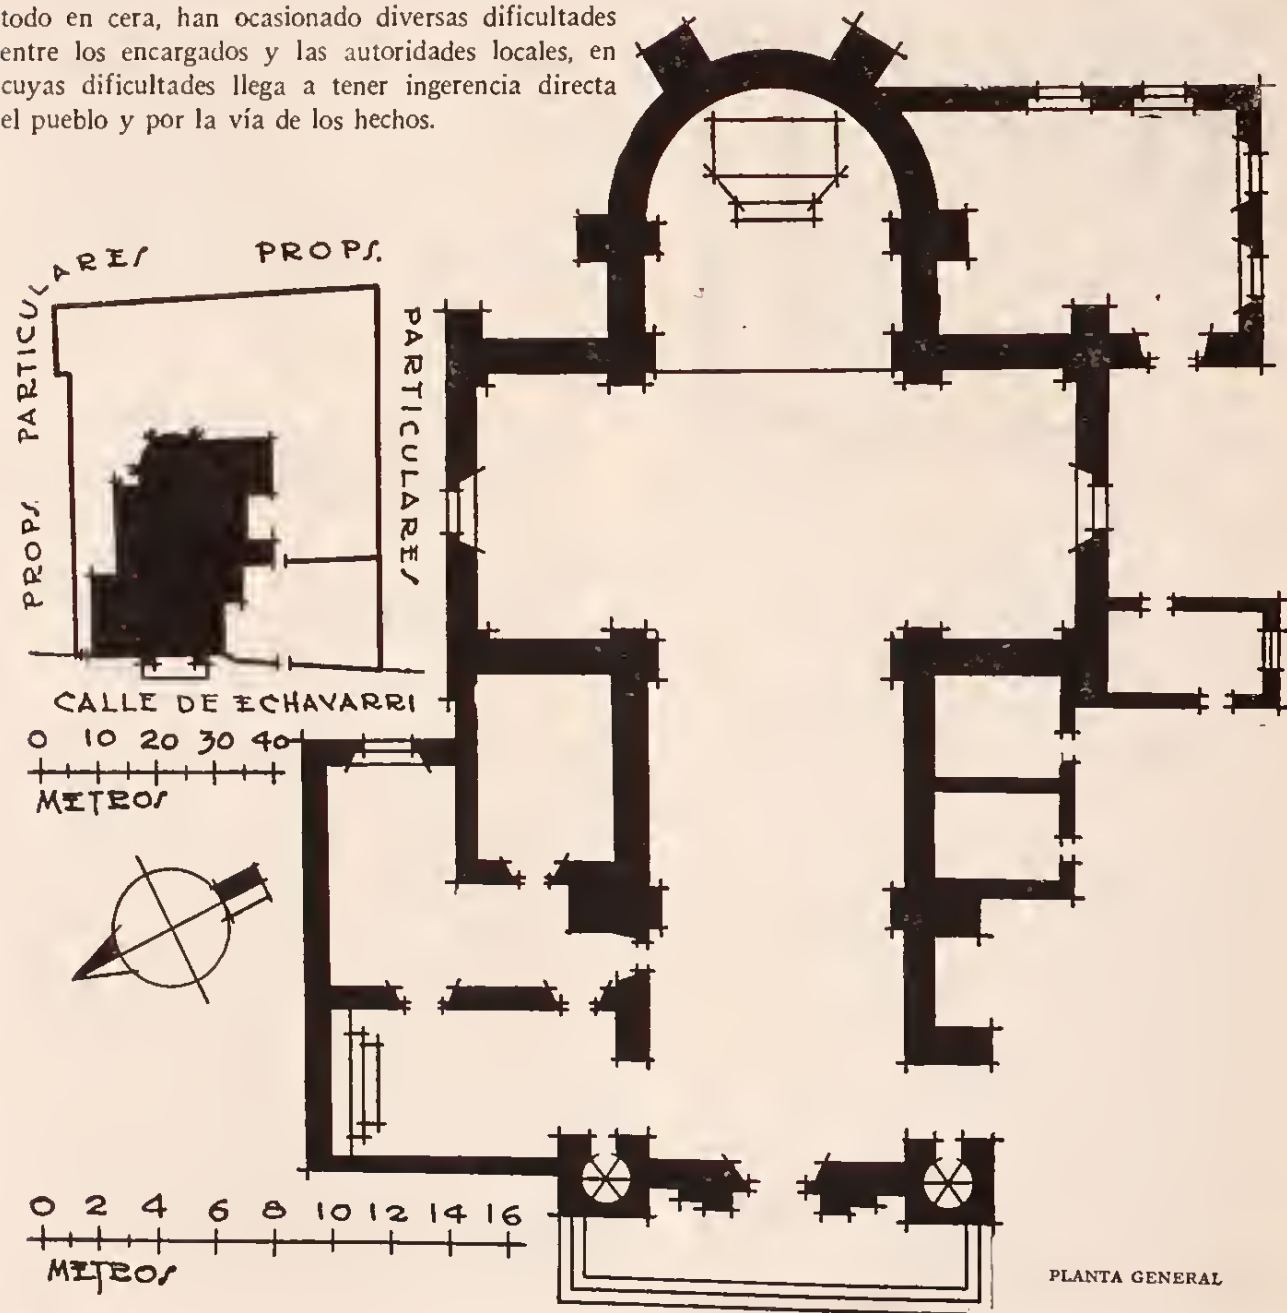 todo en cera, han ocasionado diversas dificultades
entre los encargados y las autoridades locales, en
cuyas dificultades llega a tener ingerencia directa
el pueblo y por la vía de los hechos.
PROPS. PARTICULARES
PROPS.
PARTICULARES
CALLE DE ECHAVARRI
0 10 20 30 40
METROS
0 2 4 6 8 10 12 14 16
METROS
PLANTA GENERAL